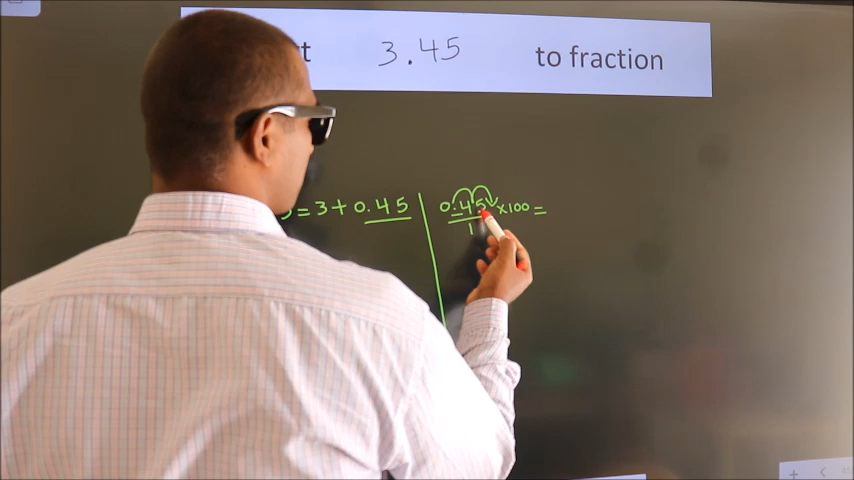 3.45 to fraction
= 3 + 0.45
0.45 x100 =
1